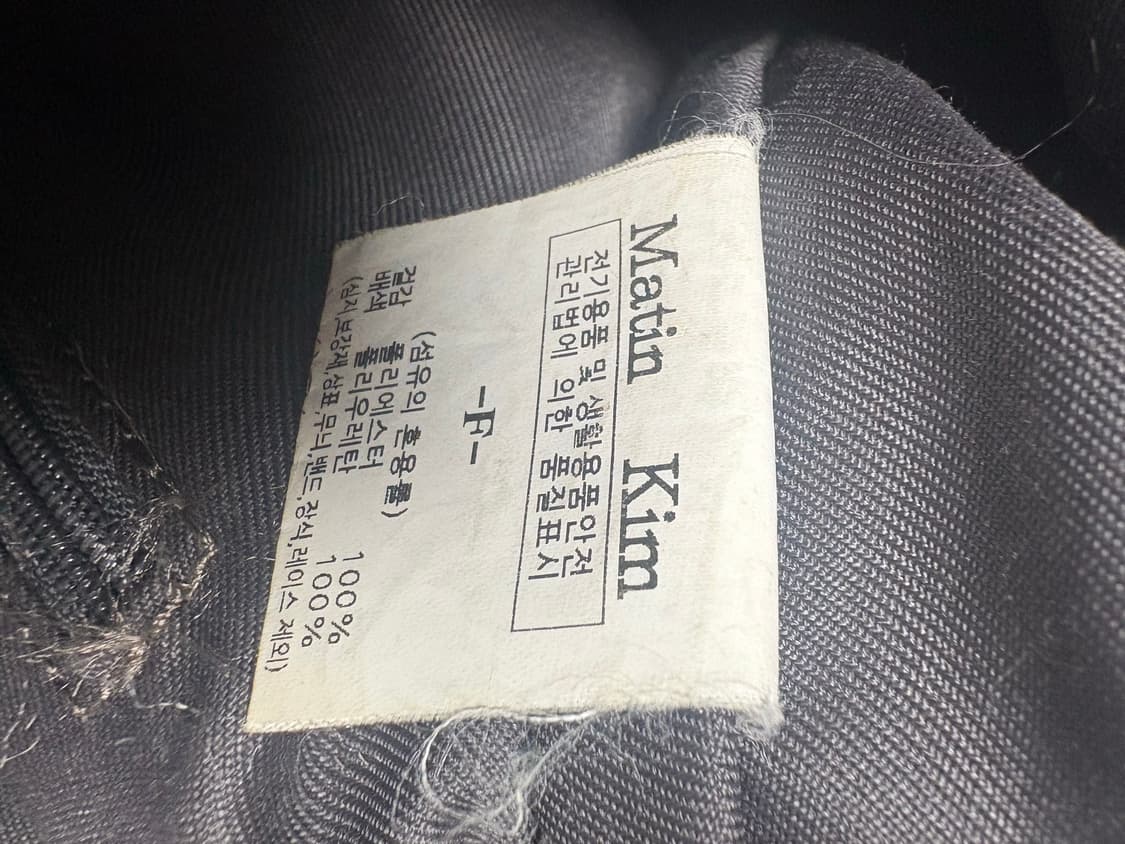 Matin Kim
전기용품 및 생활용품안전
관리법에 의한 품질표시
-F-
(섬유의 혼용률)
겉감 폴리에스터 100%
배색 폴리우레탄 100%
(심지,보강제,상표,무늬,밴드,장식,레이스 제외)